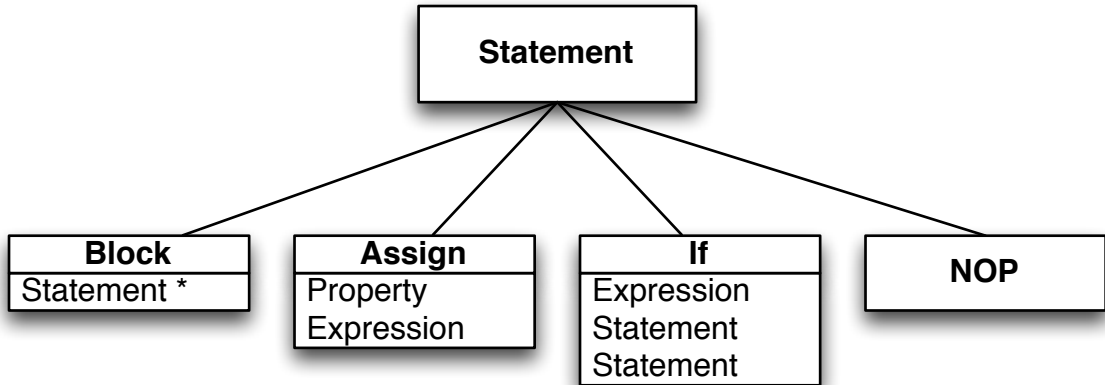 Statement
Block
Statement *
Assign
Property
Expression
If
Expression
Statement
Statement
NOP